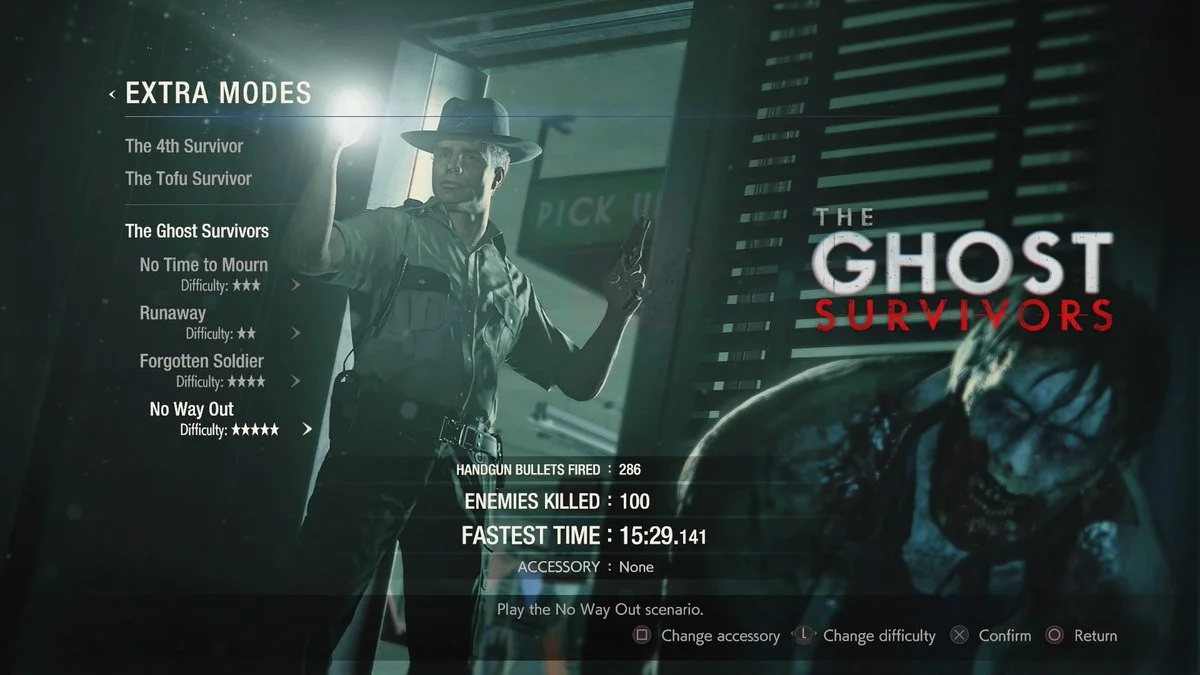 EXTRA MODES
The 4th Survivor
The Tofu Survivor
The Ghost Survivors
No Time to Mourn
Difficulty: ★★★
Runaway
Difficulty: ★★
Forgotten Soldier
Difficulty: ★★★★
No Way Out
Difficulty: ★★★★★
PICK U
THE
GHOST
SURVIVORS
HANDGUN BULLETS FIRED : 286
ENEMIES KILLED : 100
FASTEST TIME : 15:29.141
ACCESSORY : None
Play the No Way Out scenario.
Change accessory L Change difficulty Confirm Return